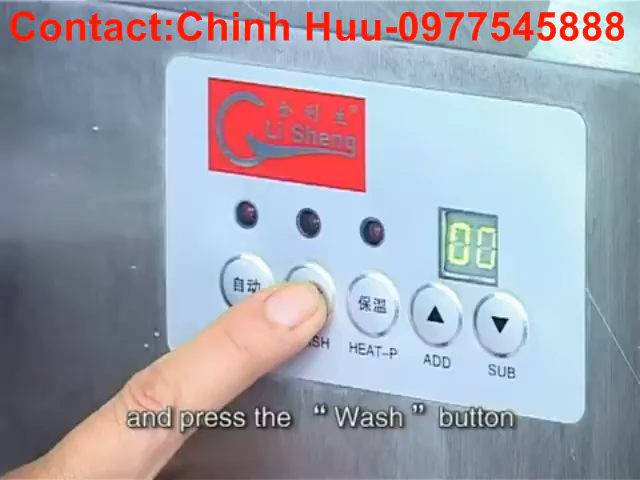 Contact:Chinh Huu-0977545888
Li Sheng
00
自动
保温
SH
HEAT-P
ADD
SUB
and press the “Wash” button